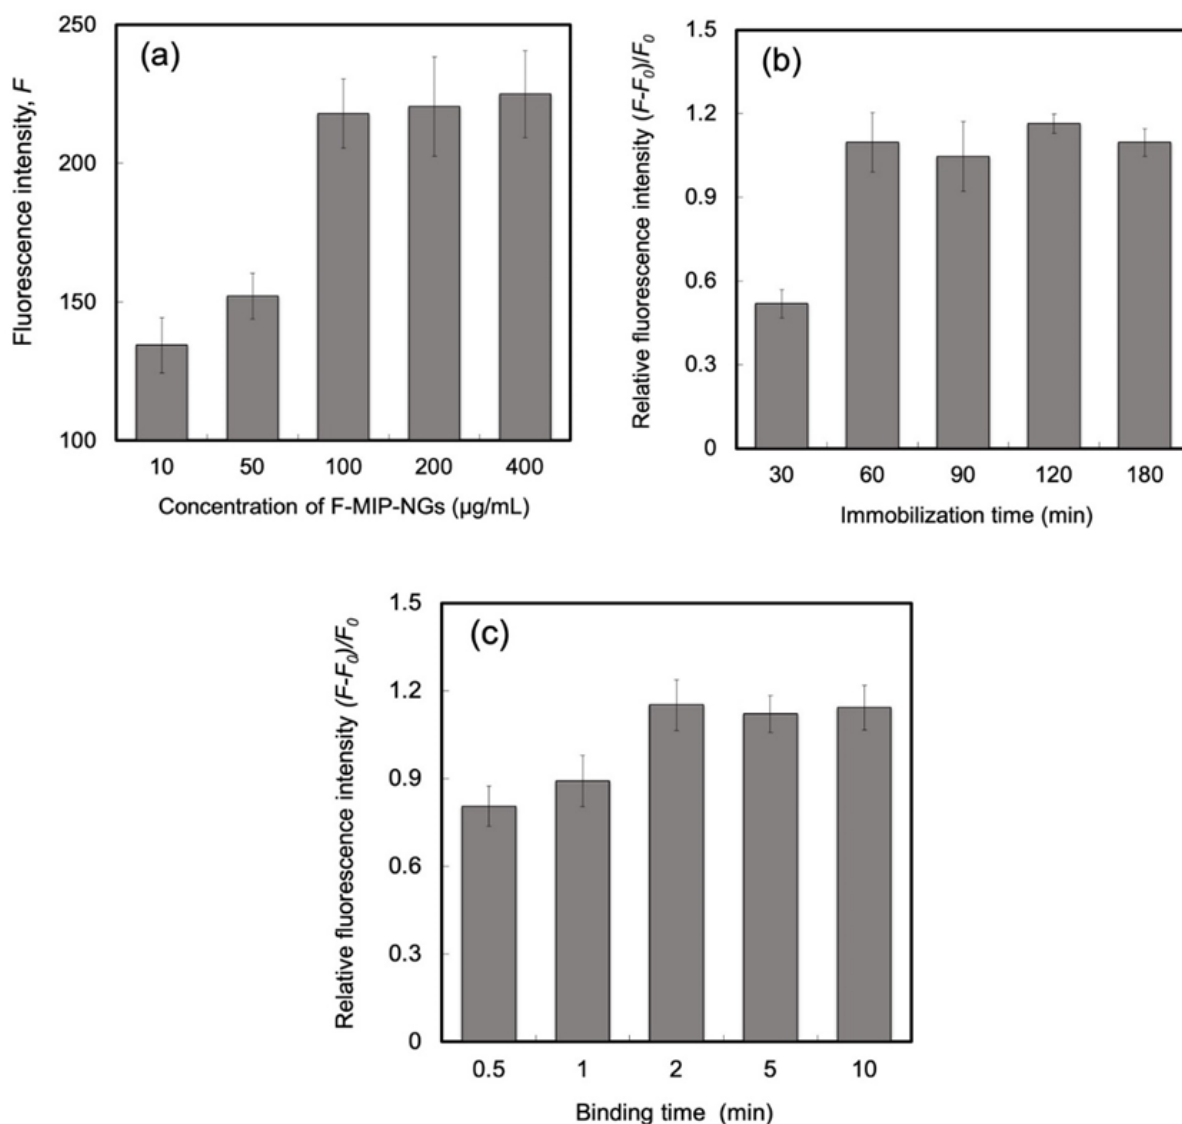 (a)
Fluorescence intensity, F
250
200
150
100
10 50 100 200 400
Concentration of F-MIP-NGs (µg/mL)
(b)
Relative fluorescence intensity (F-F₀)/F₀
1.5
1.2
0.9
0.6
0.3
0
30 60 90 120 180
Immobilization time (min)
(c)
Relative fluorescence intensity (F-F₀)/F₀
1.5
1.2
0.9
0.6
0.3
0
0.5 1 2 5 10
Binding time (min)